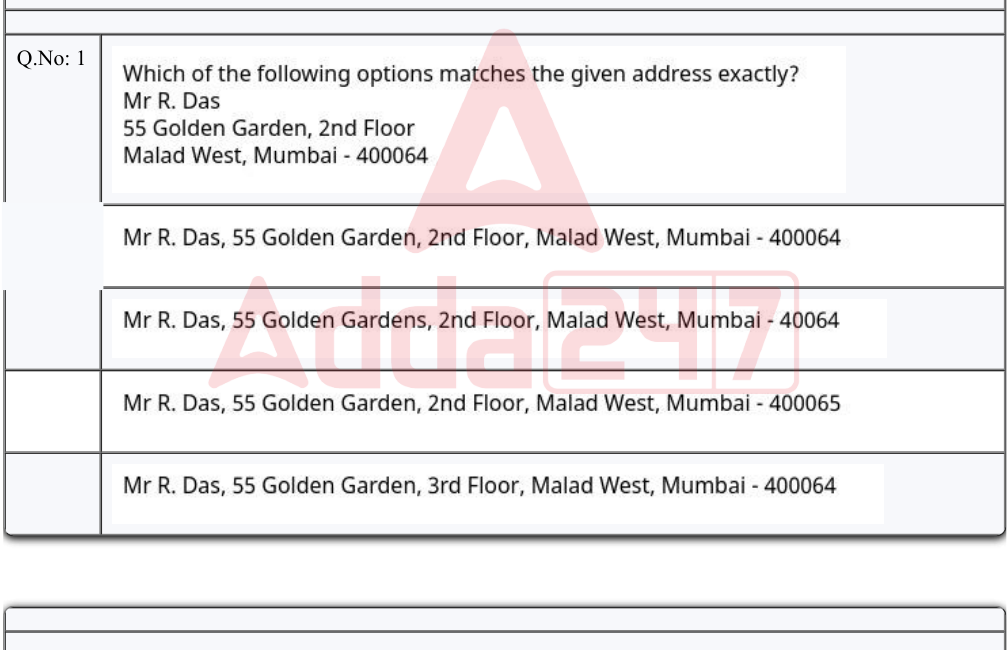 Q.No: 1
Which of the following options matches the given address exactly?
Mr R. Das
55 Golden Garden, 2nd Floor
Malad West, Mumbai - 400064
Mr R. Das, 55 Golden Garden, 2nd Floor, Malad West, Mumbai - 400064
Mr R. Das, 55 Golden Gardens, 2nd Floor, Malad West, Mumbai - 40064
Mr R. Das, 55 Golden Garden, 2nd Floor, Malad West, Mumbai - 400065
Mr R. Das, 55 Golden Garden, 3rd Floor, Malad West, Mumbai - 400064
Adda247